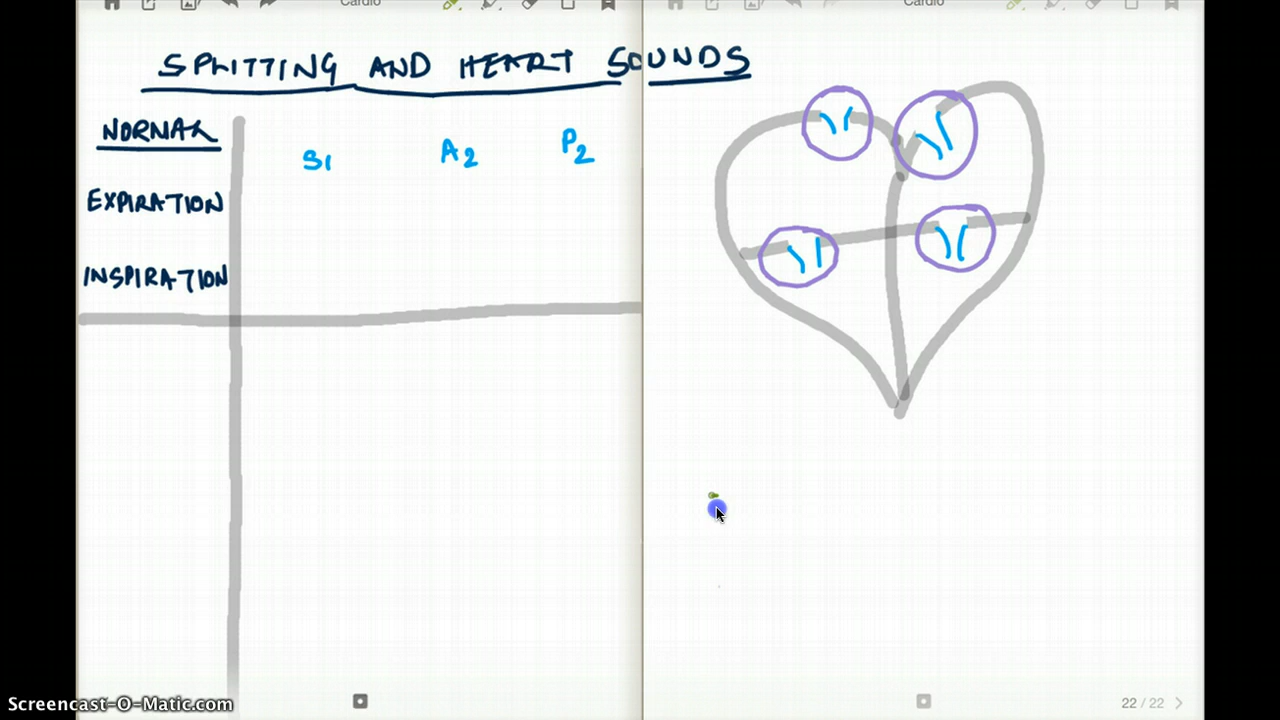 Cardio
Cardio
SPLITTING AND HEART SOUNDS
NORMAL
S1 A2 P2
EXPIRATION
INSPIRATION
22 / 22
Screencast-O-Matic.com